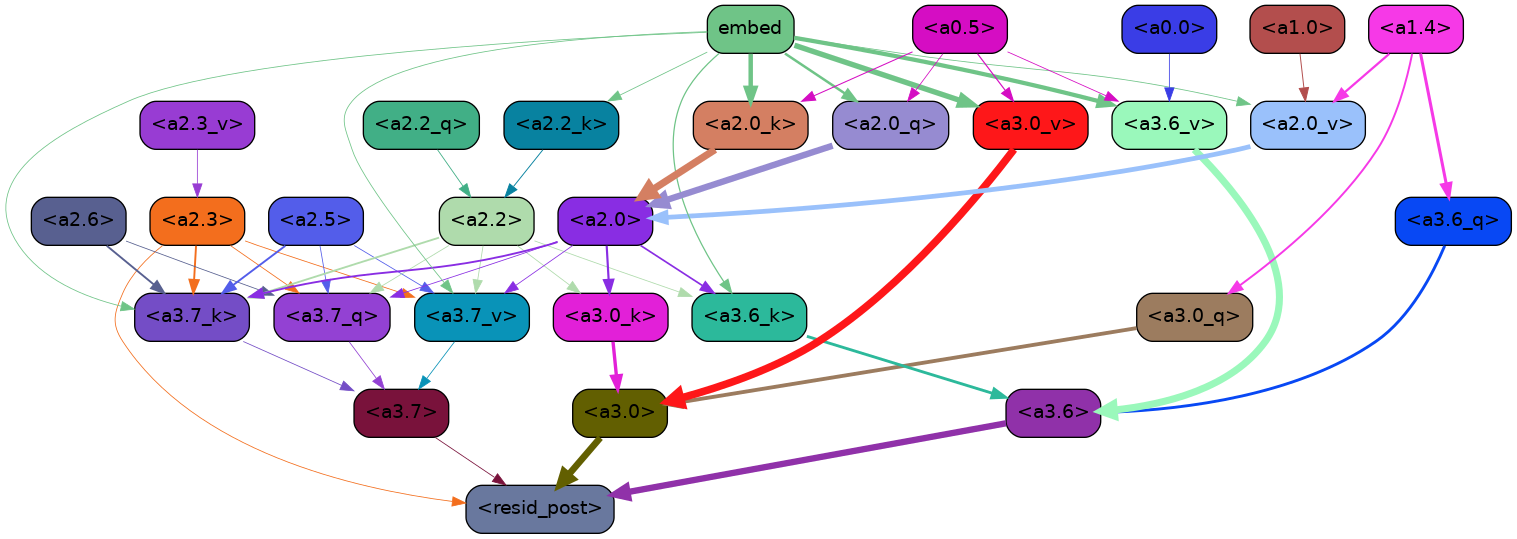 embed
<a0.5>
<a0.0>
<a1.0>
<a1.4>
<a2.3_v>
<a2.2_q>
<a2.2_k>
<a2.0_k>
<a2.0_q>
<a3.0_v>
<a3.6_v>
<a2.0_v>
<a2.6>
<a2.3>
<a2.5>
<a2.2>
<a2.0>
<a3.6_q>
<a3.7_k>
<a3.7_q>
<a3.7_v>
<a3.0_k>
<a3.6_k>
<a3.0_q>
<a3.7>
<a3.0>
<a3.6>
<resid_post>